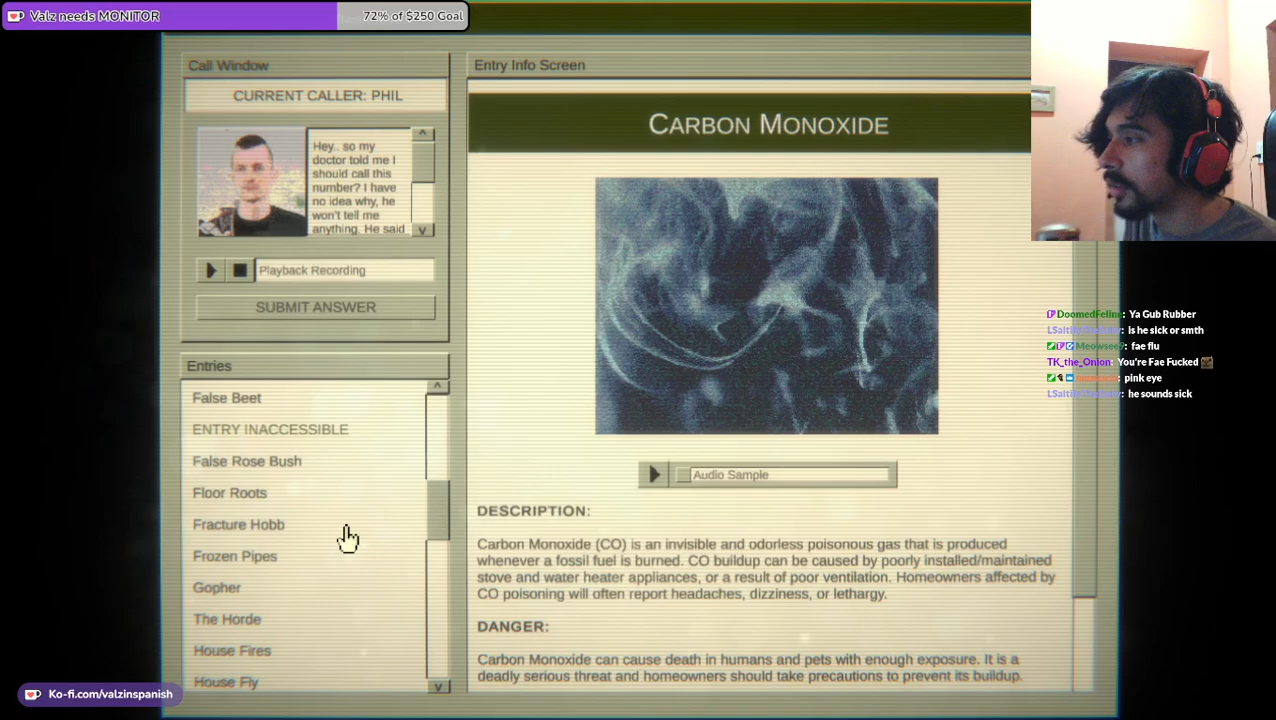 Valz needs MONITOR
72% of $250 Goal
Call Window
CURRENT CALLER: PHIL
Hey.. so my
doctor told me I
should call this
number? I have
no idea why, he
won't tell me
anything. He said
Playback Recording
SUBMIT ANSWER
Entries
False Beet
ENTRY INACCESSIBLE
False Rose Bush
Floor Roots
Fracture Hobb
Frozen Pipes
Gopher
The Horde
House Fires
House Fly
Ko-fi.com/valzinspanish
Entry Info Screen
CARBON MONOXIDE
Audio Sample
DESCRIPTION:
Carbon Monoxide (CO) is an invisible and odorless poisonous gas that is produced
whenever a fossil fuel is burned. CO buildup can be caused by poorly installed/maintained
stove and water heater appliances, or a result of poor ventilation. Homeowners affected by
CO poisoning will often report headaches, dizziness, or lethargy.
DANGER:
Carbon Monoxide can cause death in humans and pets with enough exposure. It is a
deadly serious threat and homeowners should take precautions to prevent its buildup.
DoomedFeline: Ya Gub Rubber
is he sick or smth
Meowsee9: fae flu
TK_the_Onion: You're Fae Fucked
pink eye
he sounds sick